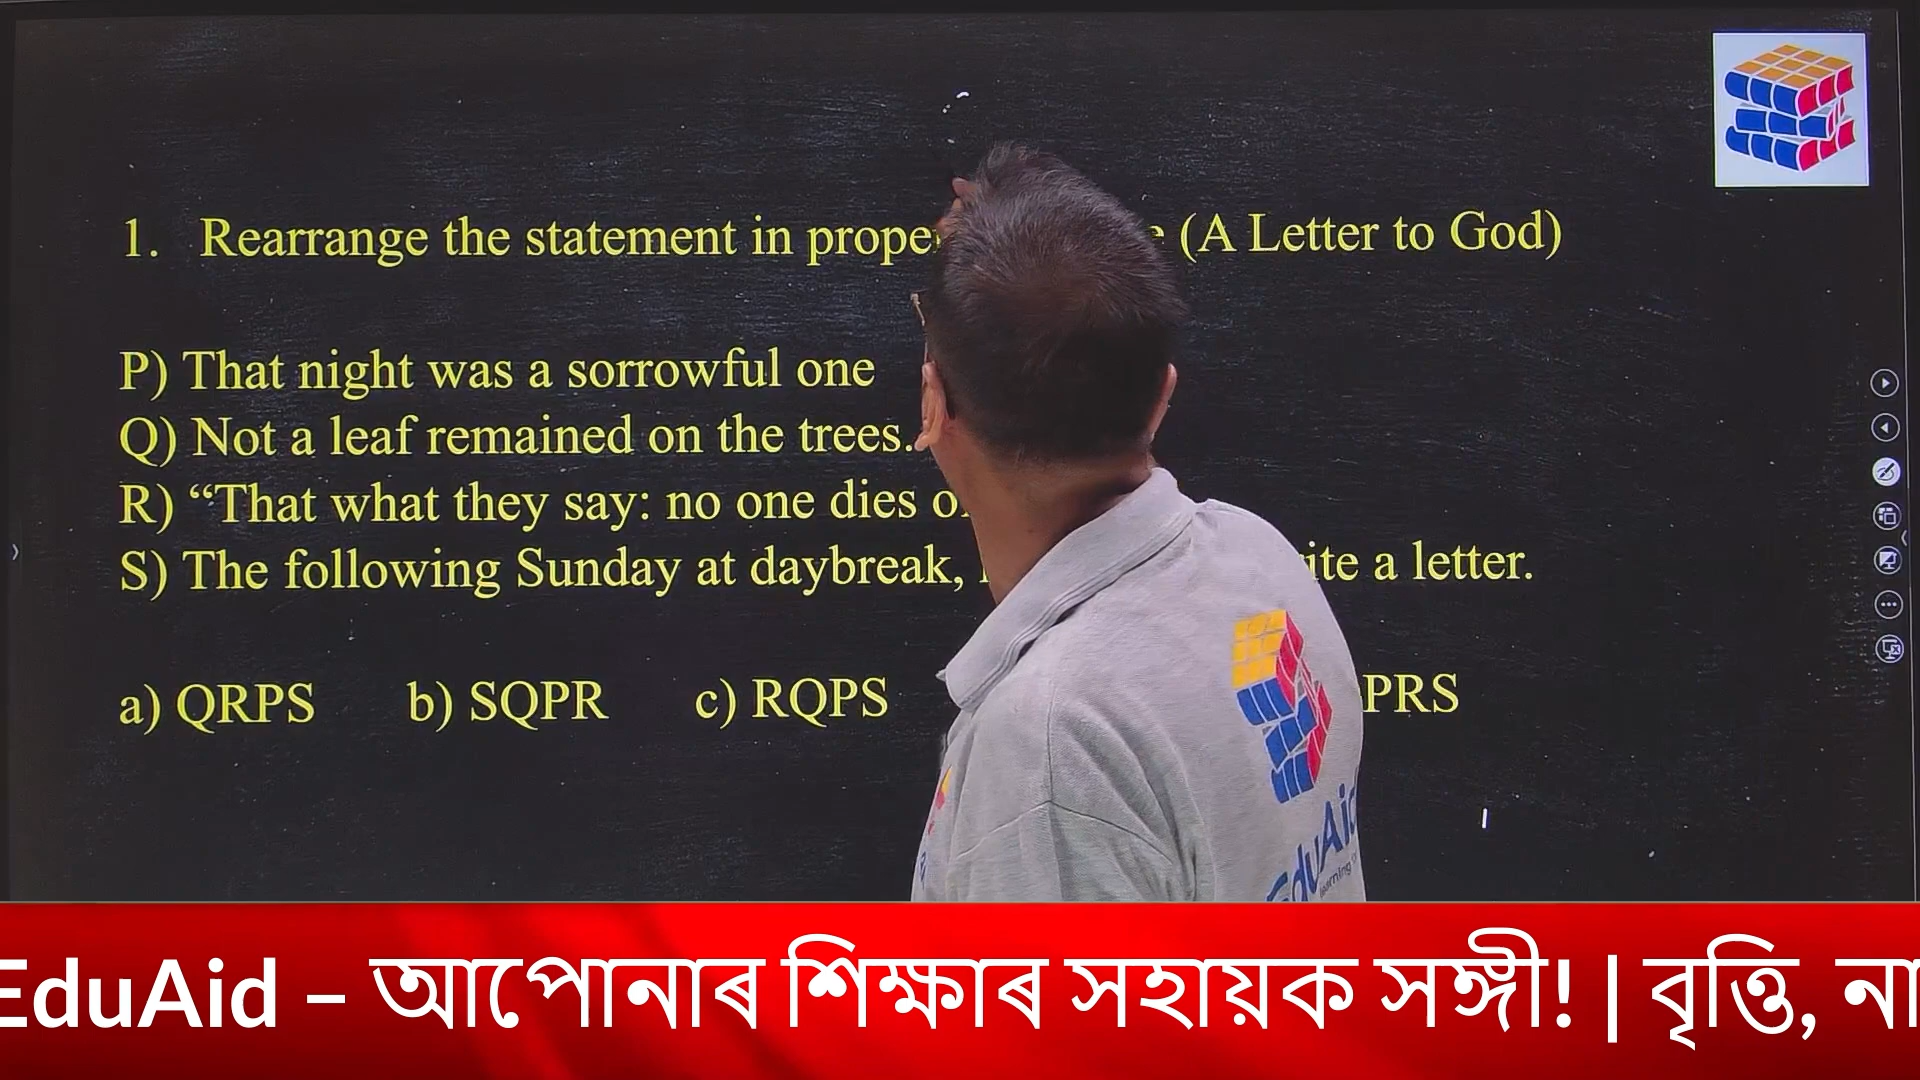 1. Rearrange the statement in (A Letter to God)
P) That night was a sorrowful one
Q) Not a leaf remained on the trees.
R) “That what they say: no one dies
S) The following Sunday at daybreak, a letter.
a) QRPS b) SQPR c) RQPS PRS
EduAid
learning
EduAid – আপোনাৰ শিক্ষাৰ সহায়ক সঙ্গী! | বৃত্তি,